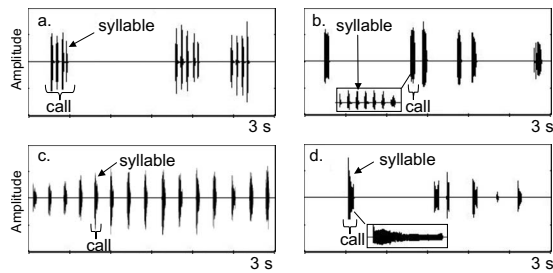 a.
syllable
Amplitude
call
3 s
b.
syllable
call
3 s
c.
syllable
Amplitude
call
3 s
d.
syllable
call
3 s